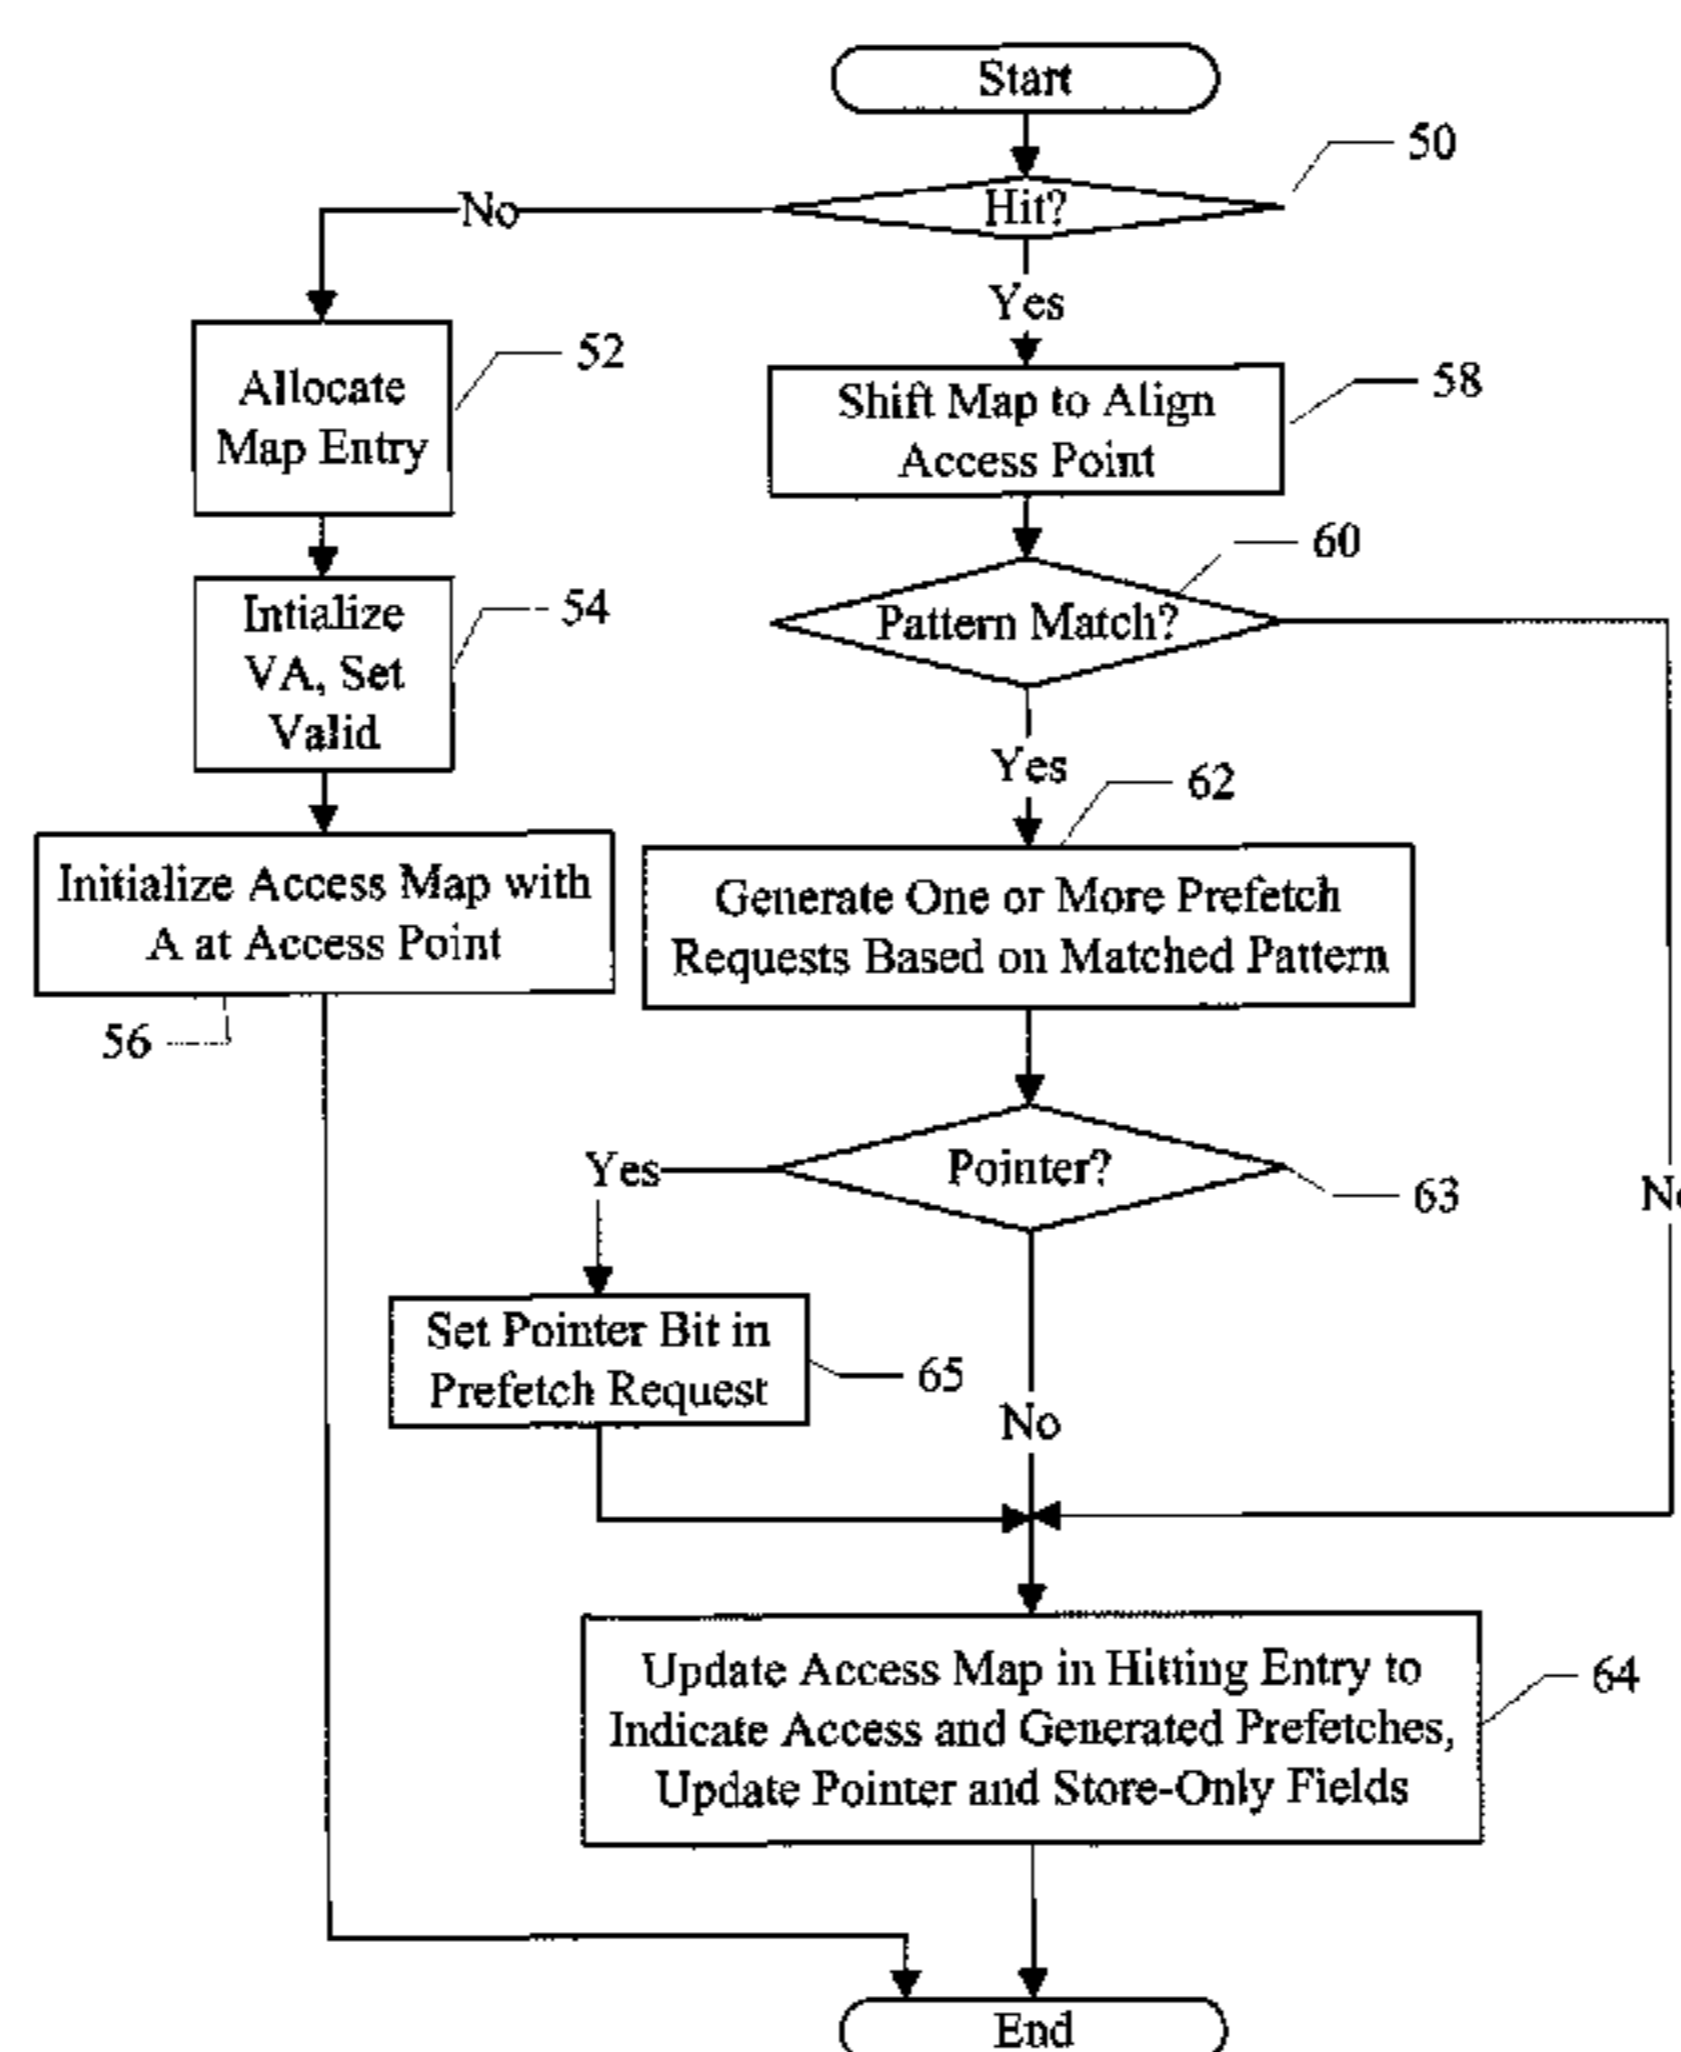 Start
50
Hit?
No
Yes
Allocate
Map Entry
52
Shift Map to Align
Access Point
58
60
Pattern Match?
Intialize
VA, Set
Valid
54
Yes
62
Initialize Access Map with
A at Access Point
56
Generate One or More Prefetch
Requests Based on Matched Pattern
Pointer?
Yes
63
Set Pointer Bit in
Prefetch Request
65
No
Update Access Map in Hitting Entry to
Indicate Access and Generated Prefetches,
Update Pointer and Store-Only Fields
64
End